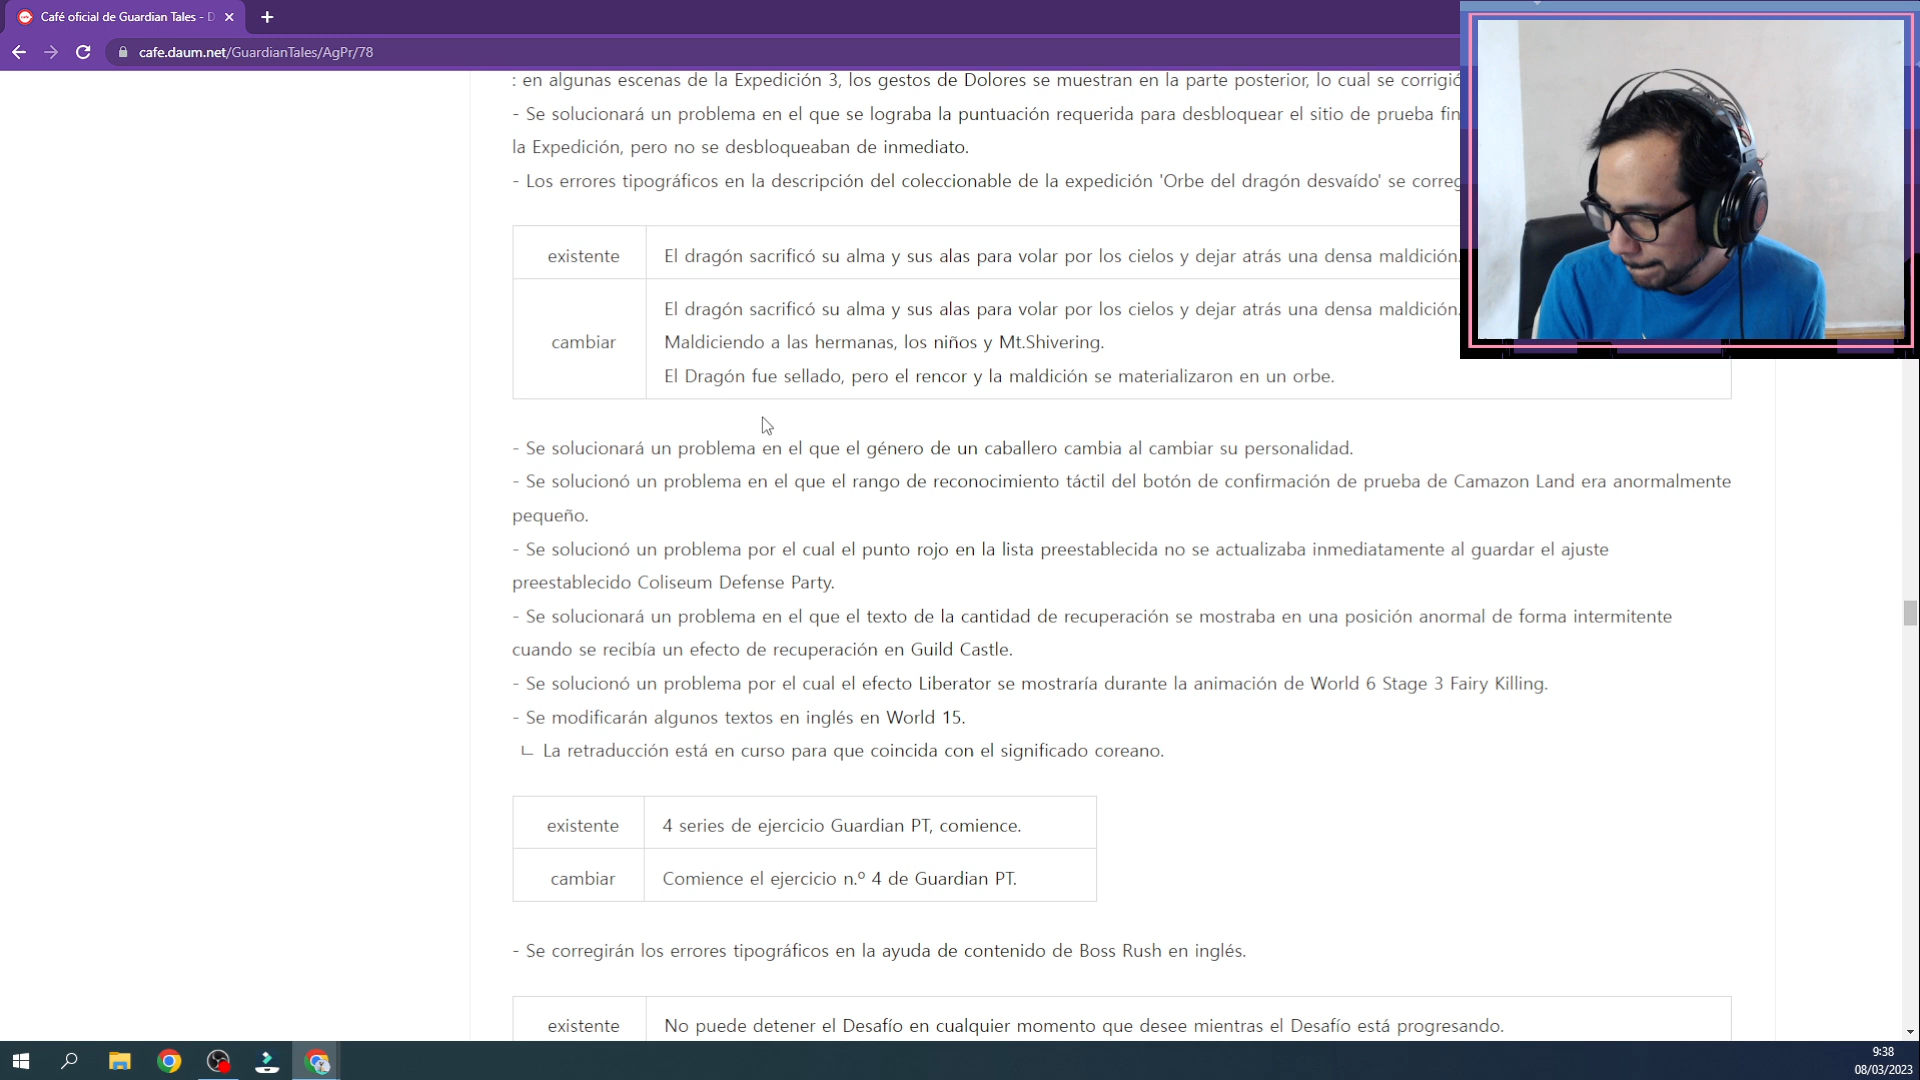 Café oficial de Guardian Tales - D
cafe.daum.net/GuardianTales/AgPr/78
: en algunas escenas de la Expedición 3, los gestos de Dolores se muestran en la parte posterior, lo cual se corrigió
- Se solucionará un problema en el que se lograba la puntuación requerida para desbloquear el sitio de prueba fin
la Expedición, pero no se desbloqueaban de inmediato.
- Los errores tipográficos en la descripción del coleccionable de la expedición 'Orbe del dragón desvaído' se correg
existente El dragón sacrificó su alma y sus alas para volar por los cielos y dejar atrás una densa maldición.
El dragón sacrificó su alma y sus alas para volar por los cielos y dejar atrás una densa maldición.
cambiar Maldiciendo a las hermanas, los niños y Mt.Shivering.
El Dragón fue sellado, pero el rencor y la maldición se materializaron en un orbe.
- Se solucionará un problema en el que el género de un caballero cambia al cambiar su personalidad.
- Se solucionó un problema en el que el rango de reconocimiento táctil del botón de confirmación de prueba de Camazon Land era anormalmente
pequeño.
- Se solucionó un problema por el cual el punto rojo en la lista preestablecida no se actualizaba inmediatamente al guardar el ajuste
preestablecido Coliseum Defense Party.
- Se solucionará un problema en el que el texto de la cantidad de recuperación se mostraba en una posición anormal de forma intermitente
cuando se recibía un efecto de recuperación en Guild Castle.
- Se solucionó un problema por el cual el efecto Liberator se mostraría durante la animación de World 6 Stage 3 Fairy Killing.
- Se modificarán algunos textos en inglés en World 15.
ㄴ La retraducción está en curso para que coincida con el significado coreano.
existente 4 series de ejercicio Guardian PT, comience.
cambiar Comience el ejercicio n.º 4 de Guardian PT.
- Se corregirán los errores tipográficos en la ayuda de contenido de Boss Rush en inglés.
existente No puede detener el Desafío en cualquier momento que desee mientras el Desafío está progresando.
9:38
08/03/2023